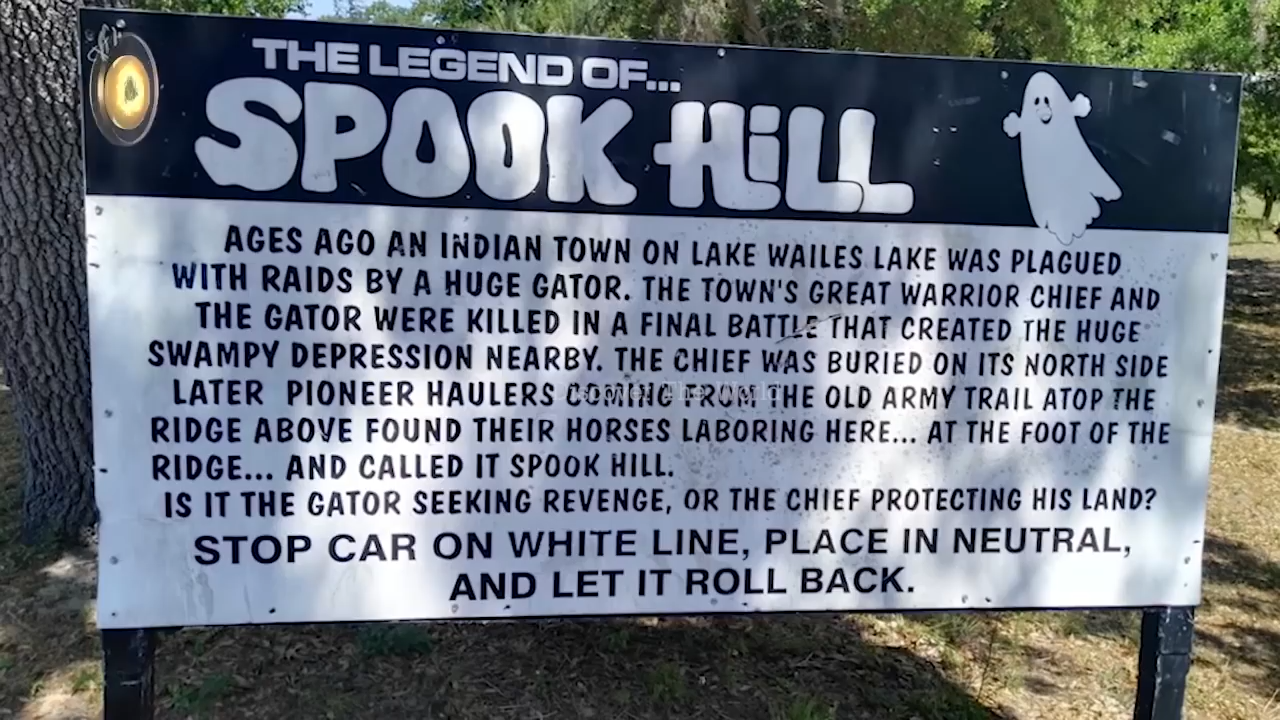 THE LEGEND OF...
SPOOK HiLL
AGES AGO AN INDIAN TOWN ON LAKE WAILES LAKE WAS PLAGUED
WITH RAIDS BY A HUGE GATOR. THE TOWN'S GREAT WARRIOR CHIEF AND
THE GATOR WERE KILLED IN A FINAL BATTLE THAT CREATED THE HUGE
SWAMPY DEPRESSION NEARBY. THE CHIEF WAS BURIED ON ITS NORTH SIDE
LATER PIONEER HAULERS COMING FROM THE OLD ARMY TRAIL ATOP THE
Discover The World
RIDGE ABOVE FOUND THEIR HORSES LABORING HERE... AT THE FOOT OF THE
RIDGE... AND CALLED IT SPOOK HILL.
IS IT THE GATOR SEEKING REVENGE, OR THE CHIEF PROTECTING HIS LAND?
STOP CAR ON WHITE LINE, PLACE IN NEUTRAL,
AND LET IT ROLL BACK.